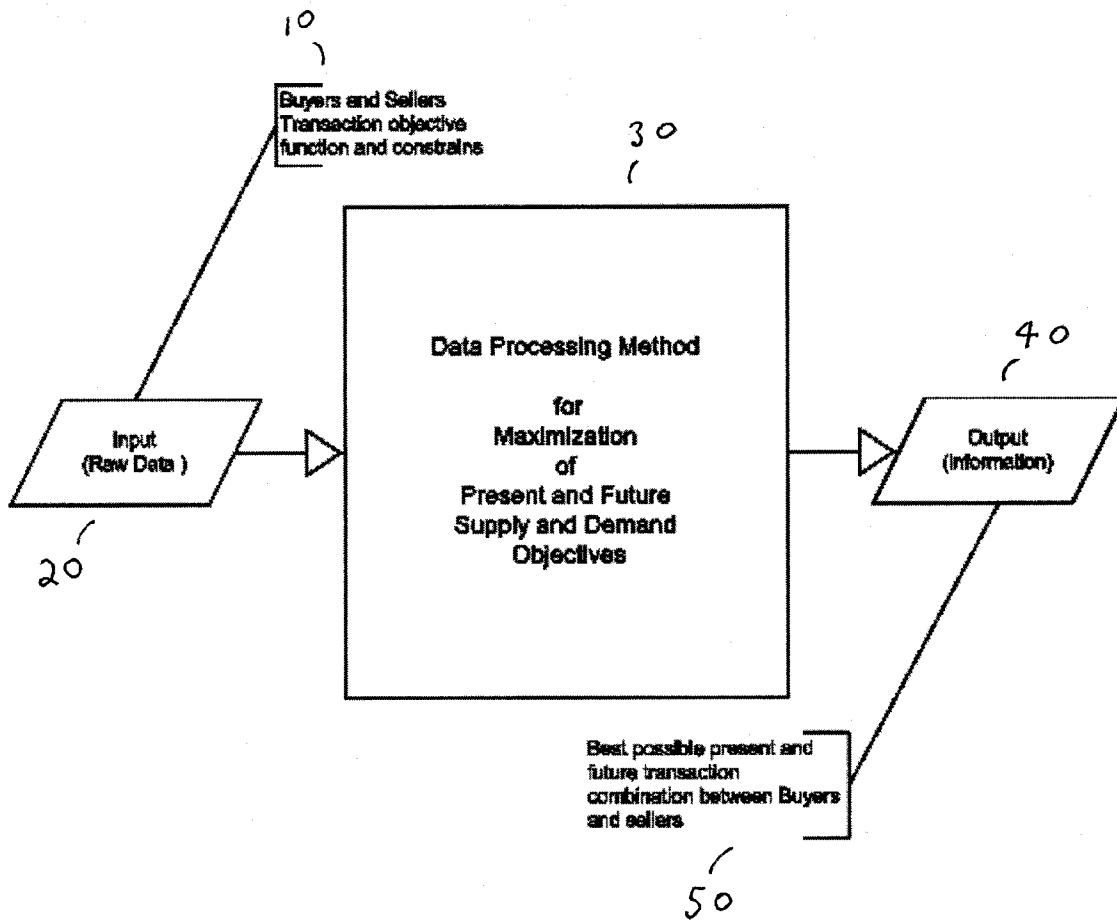 10
Buyers and Sellers
Transaction objective
function and constrains
30
Data Processing Method
for
Maximization
of
Present and Future
Supply and Demand
Objectives
40
Input
(Raw Data )
Output
(Information)
20
Best possible present and
future transaction
combination between Buyers
and sellers
50